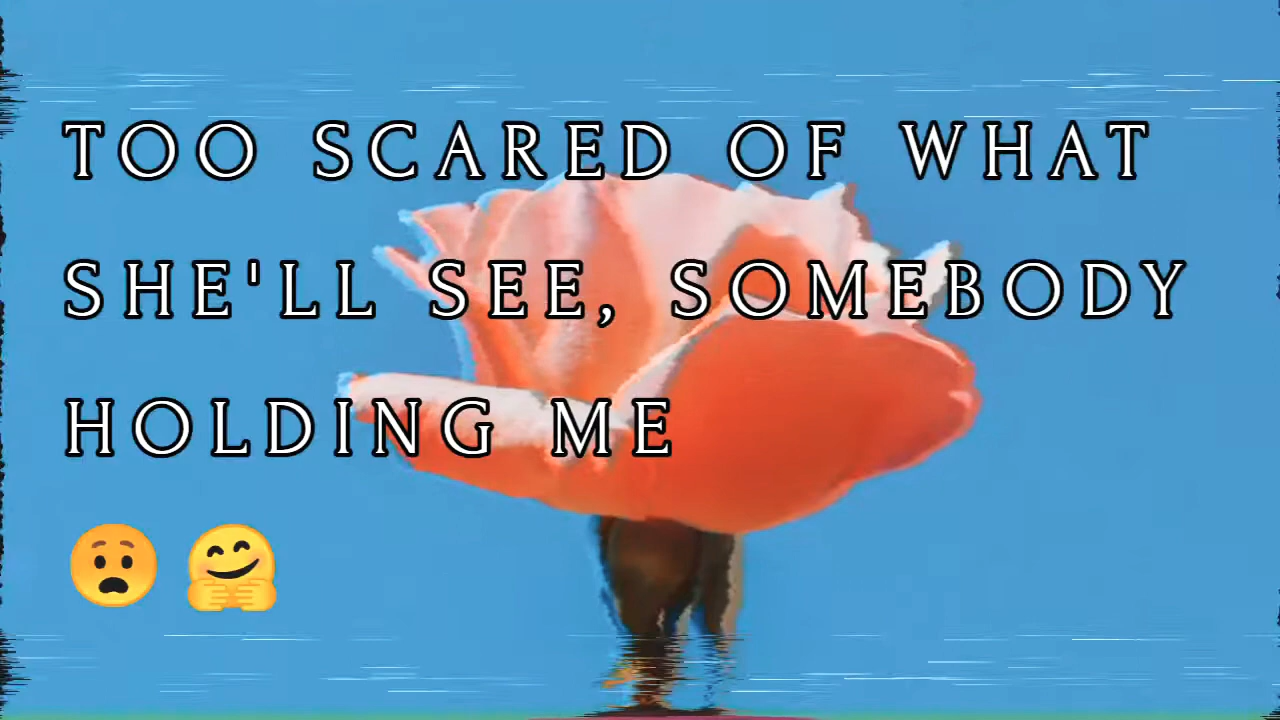 TOO SCARED OF WHAT
SHE'LL SEE, SOMEBODY
HOLDING ME
😧 🤗